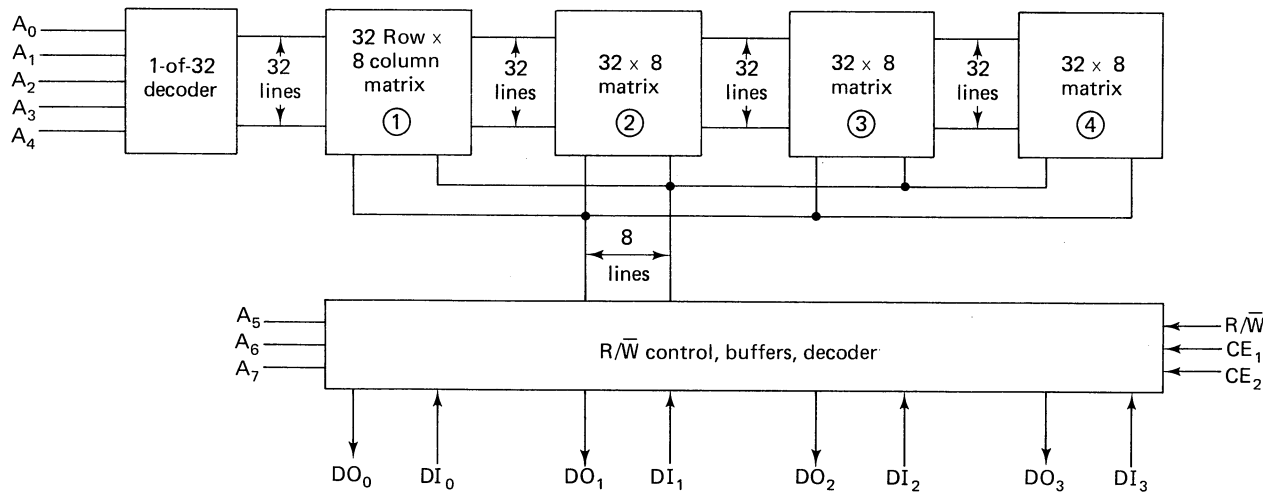 A₀
A₁
A₂
A₃
A₄
1-of-32
decoder
32
lines
32 Row ×
8 column
matrix
①
32
lines
32 × 8
matrix
②
32
lines
32 × 8
matrix
③
32
lines
32 × 8
matrix
④
8
lines
A₅
A₆
A₇
R/W̅ control, buffers, decoder
R/W̅
CE₁
CE₂
DO₀ DI₀ DO₁ DI₁ DO₂ DI₂ DO₃ DI₃